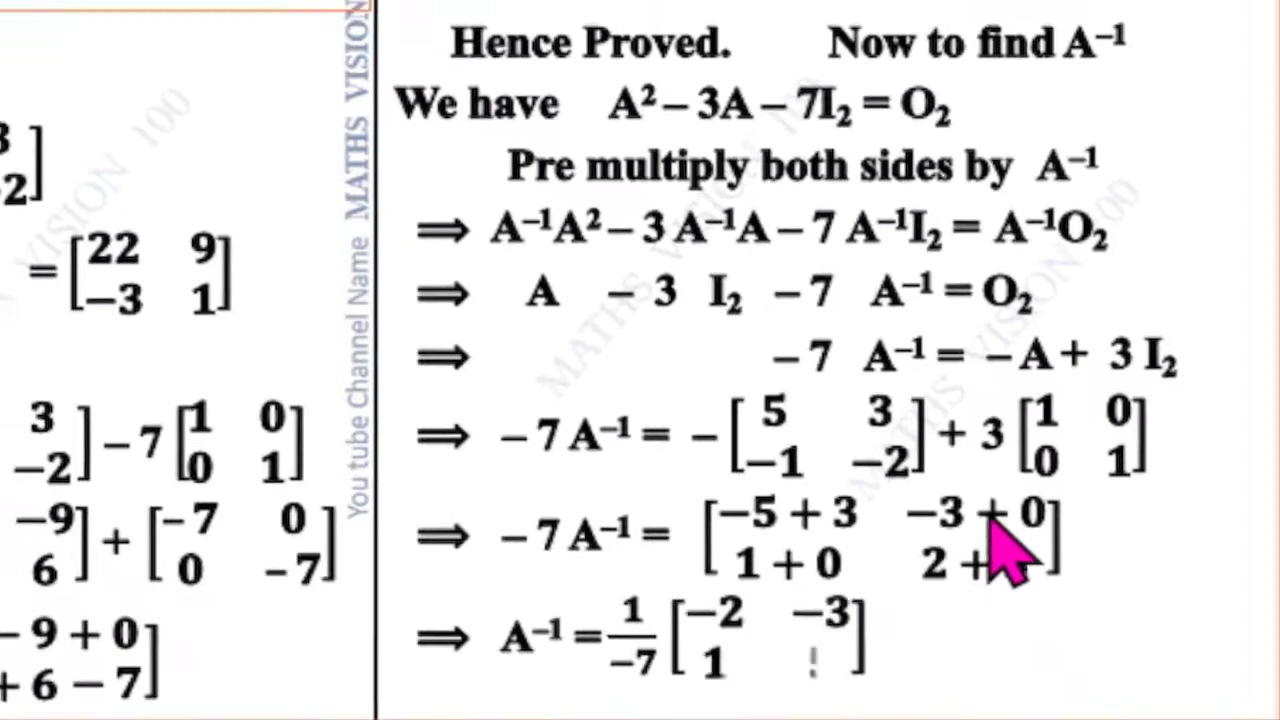 3
-2]
= [22 9
−3 1]
3
−2] − 7 [1 0
0 1]
−9
6] + [−7 0
0 −7]
− 9 + 0
+ 6 − 7]
You tube Channel Name MATHS VISION
Hence Proved. Now to find A⁻¹
We have A² − 3A − 7I₂ = O₂
Pre multiply both sides by A⁻¹
⟹ A⁻¹A² − 3 A⁻¹A − 7 A⁻¹I₂ = A⁻¹O₂
⟹ A − 3 I₂ − 7 A⁻¹ = O₂
⟹ − 7 A⁻¹ = − A + 3 I₂
⟹ − 7 A⁻¹ = − [5 3
−1 −2] + 3 [1 0
0 1]
⟹ − 7 A⁻¹ = [−5 + 3 −3 + 0
1 + 0 2 +]
⟹ A⁻¹ = 1/−7 [−2 −3
1 ]